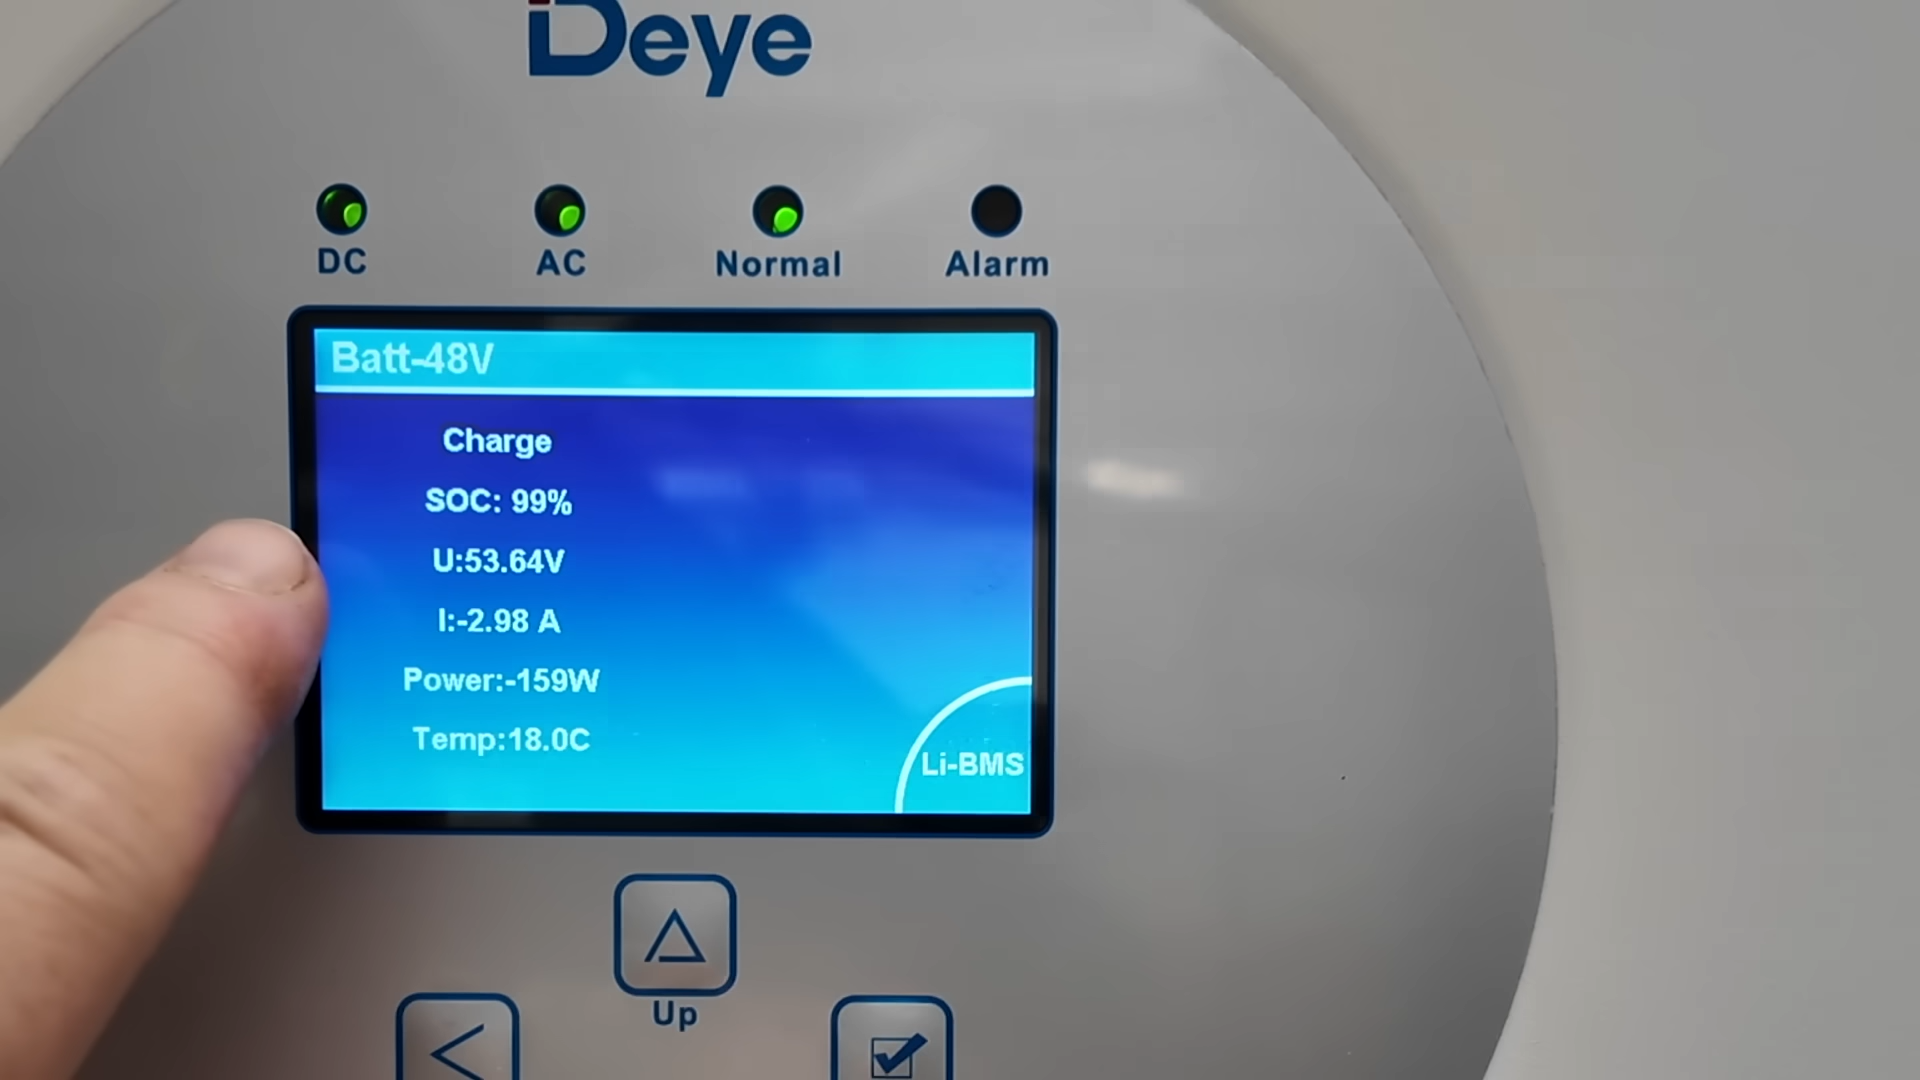 Deye
DC AC Normal Alarm
Batt-48V
Charge
SOC: 99%
U:53.64V
I:-2.98 A
Power:-159W
Temp:18.0C
Li-BMS
Up